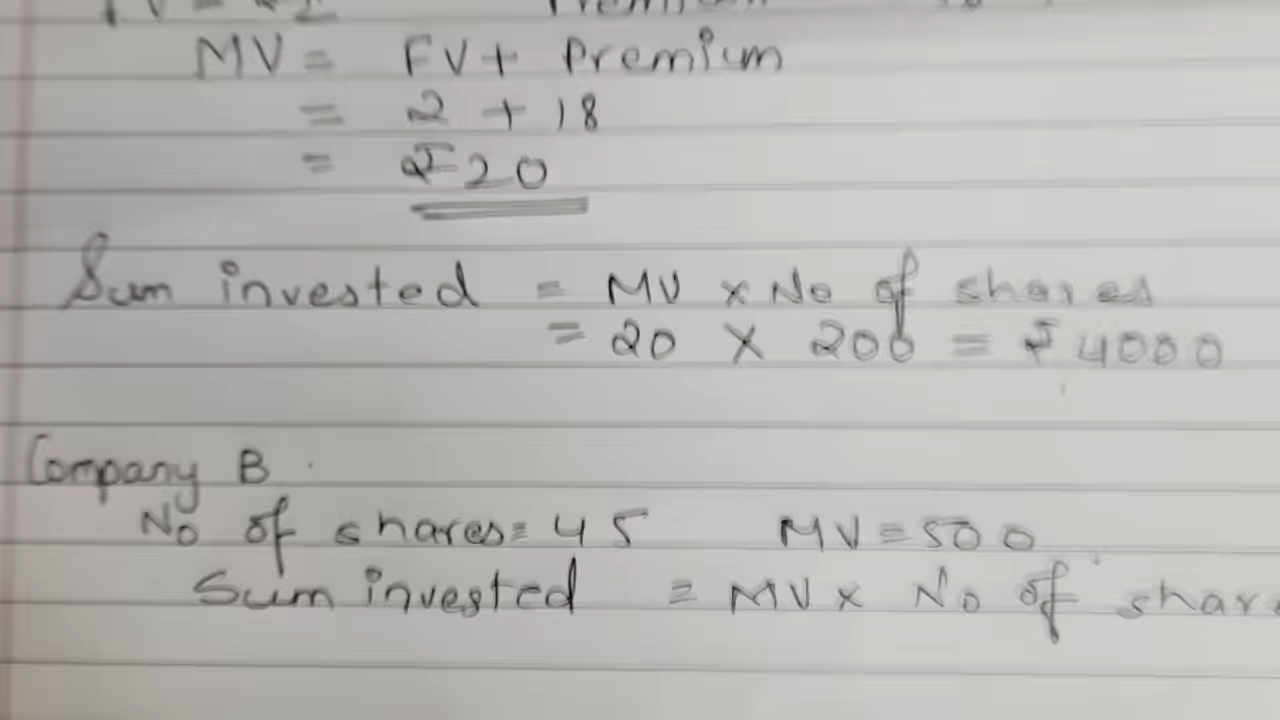 MV = FV + Premium
= 2 + 18
= ₹20
Sum invested = MV × No of shares
= 20 × 200 = ₹4000
Company B
No of shares = 45 MV = 500
Sum invested = MV × No of shar